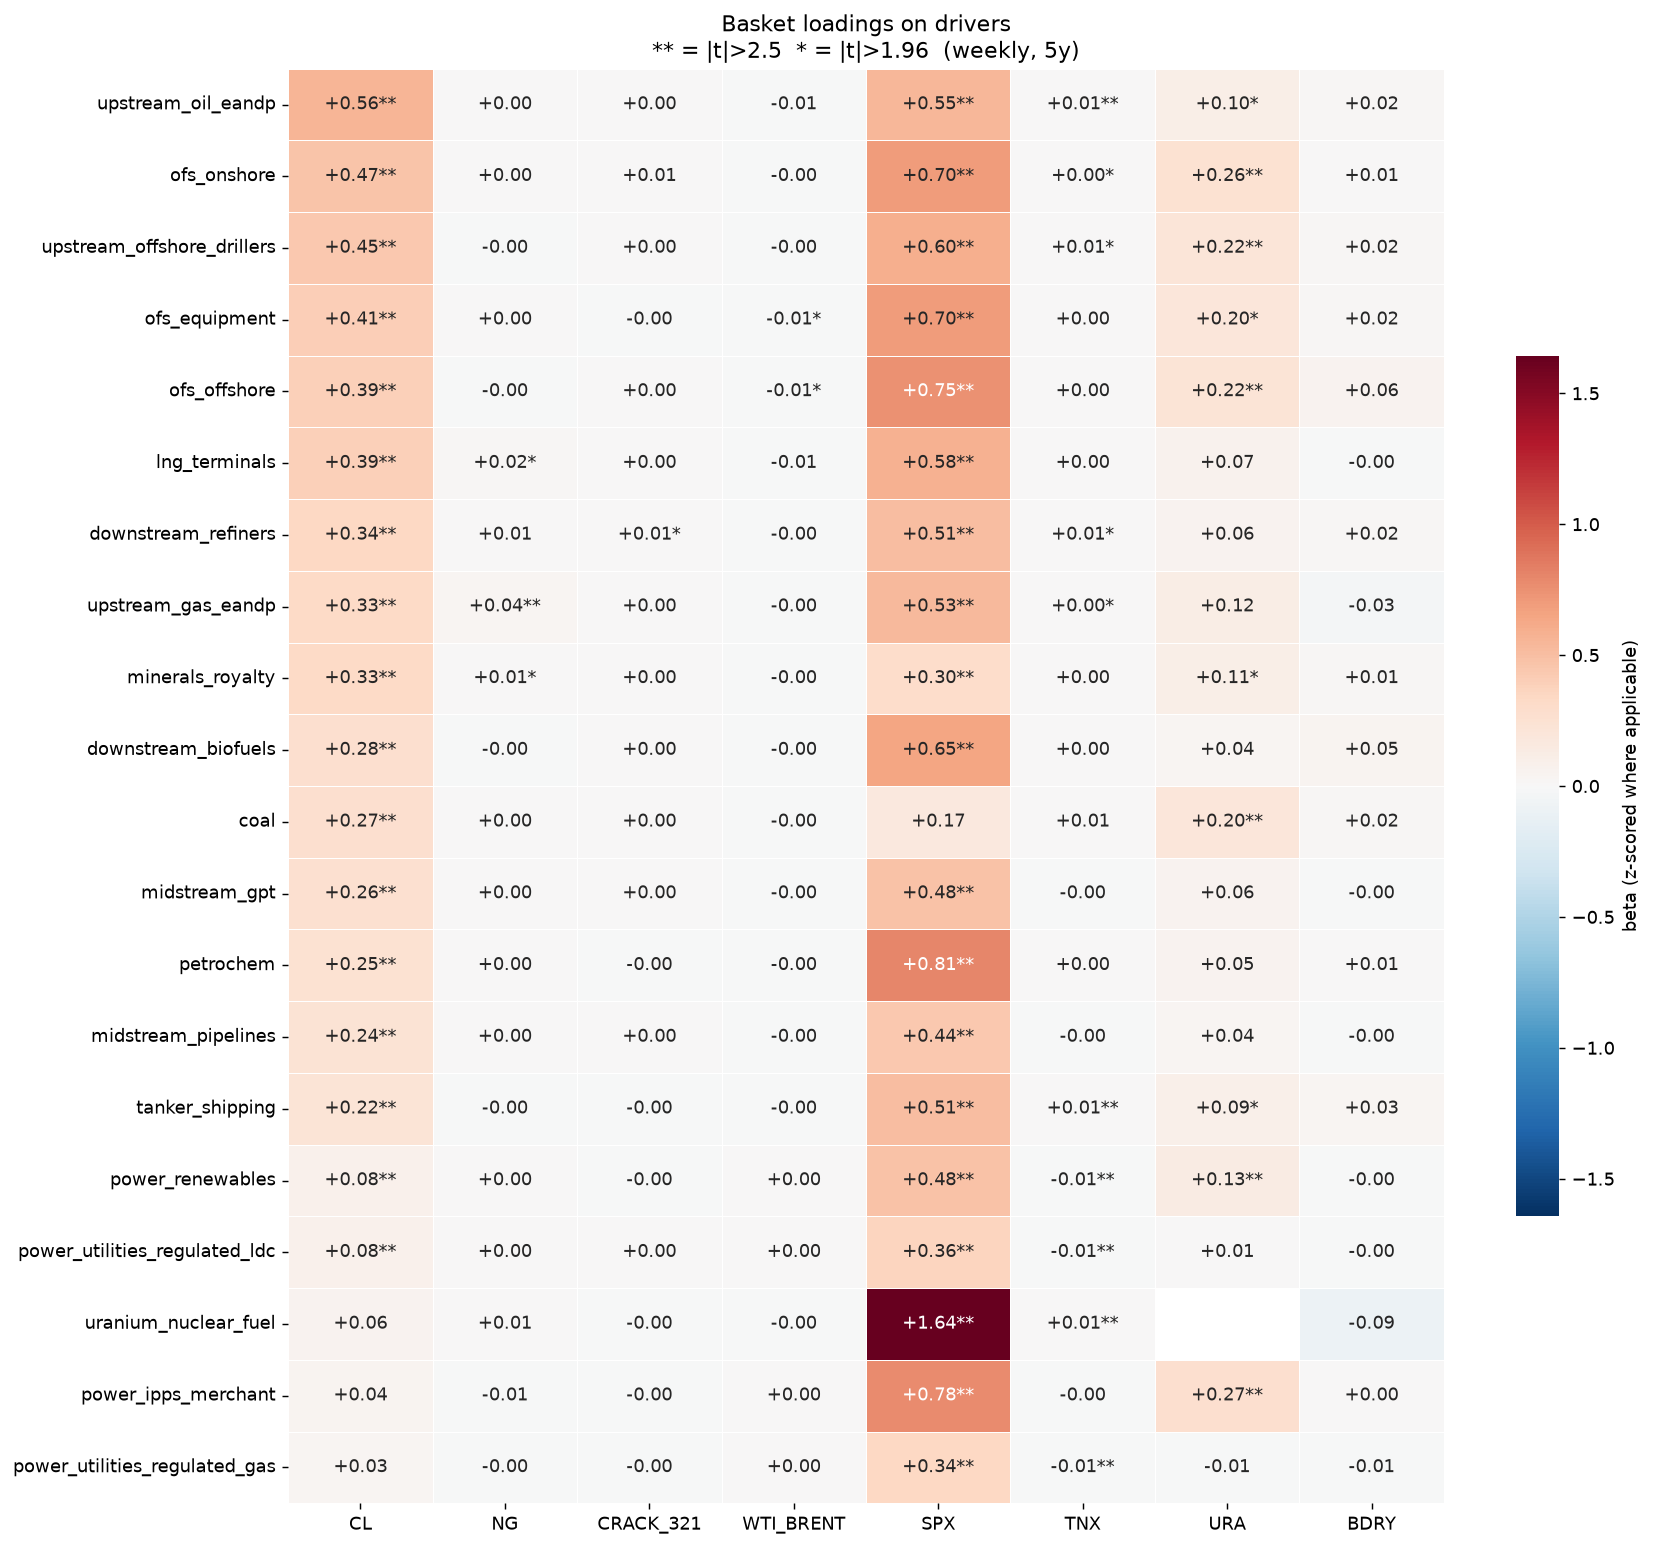 Basket loadings on drivers
** = |t|>2.5 * = |t|>1.96 (weekly, 5y)
upstream_oil_eandp +0.56** +0.00 +0.00 -0.01 +0.55** +0.01** +0.10* +0.02
ofs_onshore +0.47** +0.00 +0.01 -0.00 +0.70** +0.00* +0.26** +0.01
upstream_offshore_drillers +0.45** -0.00 +0.00 -0.00 +0.60** +0.01* +0.22** +0.02
ofs_equipment +0.41** +0.00 -0.00 -0.01* +0.70** +0.00 +0.20* +0.02
ofs_offshore +0.39** -0.00 +0.00 -0.01* +0.75** +0.00 +0.22** +0.06
lng_terminals +0.39** +0.02* +0.00 -0.01 +0.58** +0.00 +0.07 -0.00
downstream_refiners +0.34** +0.01 +0.01* -0.00 +0.51** +0.01* +0.06 +0.02
upstream_gas_eandp +0.33** +0.04** +0.00 -0.00 +0.53** +0.00* +0.12 -0.03
minerals_royalty +0.33** +0.01* +0.00 -0.00 +0.30** +0.00 +0.11* +0.01
downstream_biofuels +0.28** -0.00 +0.00 -0.00 +0.65** +0.00 +0.04 +0.05
coal +0.27** +0.00 +0.00 -0.00 +0.17 +0.01 +0.20** +0.02
midstream_gpt +0.26** +0.00 +0.00 -0.00 +0.48** -0.00 +0.06 -0.00
petrochem +0.25** +0.00 -0.00 -0.00 +0.81** +0.00 +0.05 +0.01
midstream_pipelines +0.24** +0.00 +0.00 -0.00 +0.44** -0.00 +0.04 -0.00
tanker_shipping +0.22** -0.00 -0.00 -0.00 +0.51** +0.01** +0.09* +0.03
power_renewables +0.08** +0.00 -0.00 +0.00 +0.48** -0.01** +0.13** -0.00
power_utilities_regulated_ldc +0.08** +0.00 +0.00 +0.00 +0.36** -0.01** +0.01 -0.00
uranium_nuclear_fuel +0.06 +0.01 -0.00 -0.00 +1.64** +0.01** -0.09
power_ipps_merchant +0.04 -0.01 -0.00 +0.00 +0.78** -0.00 +0.27** +0.00
power_utilities_regulated_gas +0.03 -0.00 -0.00 +0.00 +0.34** -0.01** -0.01 -0.01
CL NG CRACK_321 WTI_BRENT SPX TNX URA BDRY
1.5
1.0
0.5
0.0
−0.5
−1.0
−1.5
beta (z-scored where applicable)